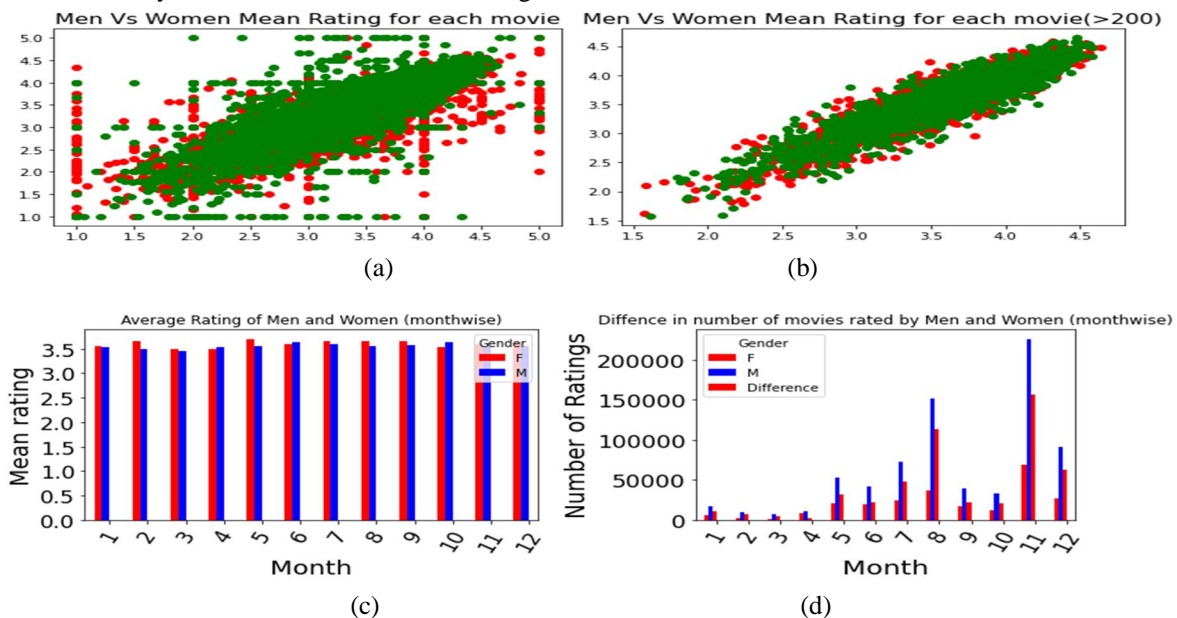 Men Vs Women Mean Rating for each movie
5.0
4.5
4.0
3.5
3.0
2.5
2.0
1.5
1.0
1.0 1.5 2.0 2.5 3.0 3.5 4.0 4.5 5.0
(a)
Men Vs Women Mean Rating for each movie(>200)
4.5
4.0
3.5
3.0
2.5
2.0
1.5
1.5 2.0 2.5 3.0 3.5 4.0 4.5
(b)
Average Rating of Men and Women (monthwise)
Mean rating
3.5
3.0
2.5
2.0
1.5
1.0
0.5
0.0
Gender
F
M
1 2 3 4 5 6 7 8 9 10 11 12
Month
(c)
Diffence in number of movies rated by Men and Women (monthwise)
Number of Ratings
200000
150000
100000
50000
0
Gender
F
M
Difference
1 2 3 4 5 6 7 8 9 10 11 12
Month
(d)